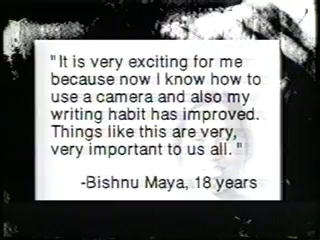 "It is very exciting for me
because now I know how to
use a camera and also my
writing habit has improved.
Things like this are very,
very important to us all."
-Bishnu Maya, 18 years